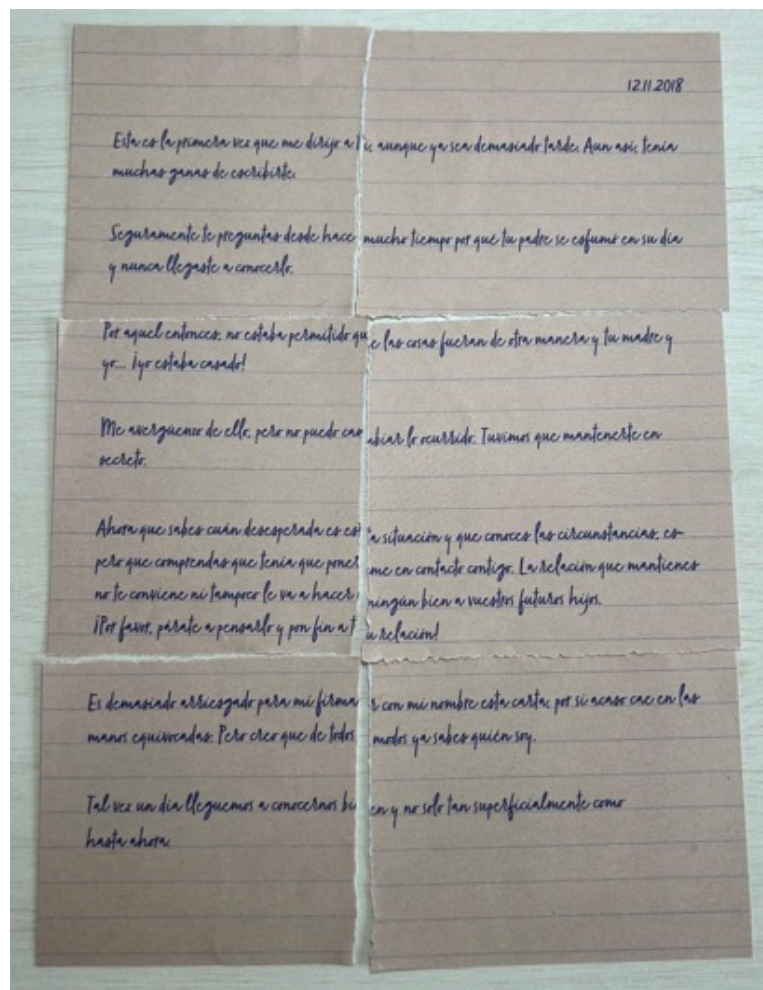 12.11.2018
Esta es la primera vez que me dirijo a ti, aunque ya sea demasiado tarde. Aun así, tenía
muchas ganas de escribirte.
Seguramente te preguntas desde hace mucho tiempo por qué tu padre se esfumó en su día
y nunca llegaste a conocerlo.
Por aquel entonces, no estaba permitido que las cosas fueran de otra manera y tu madre y
yo... ¡yo estaba casado!
Me avergüenzo de ello, pero no puedo cambiar lo ocurrido. Tuvimos que mantenerte en
secreto.
Ahora que sabes cuán desesperada es esta situación y que conoces las circunstancias, es-
pero que comprendas que tenía que ponerme en contacto contigo. La relación que mantienes
no te conviene ni tampoco le va a hacer ningún bien a vuestros futuros hijos.
¡Por favor, párate a pensarlo y pon fin a tu relación!
Es demasiado arriesgado para mí firmar con mi nombre esta carta, por si acaso cae en las
manos equivocadas. Pero creo que de todos modos ya sabes quién soy.
Tal vez un día lleguemos a conocernos bien y no solo tan superficialmente como
hasta ahora.